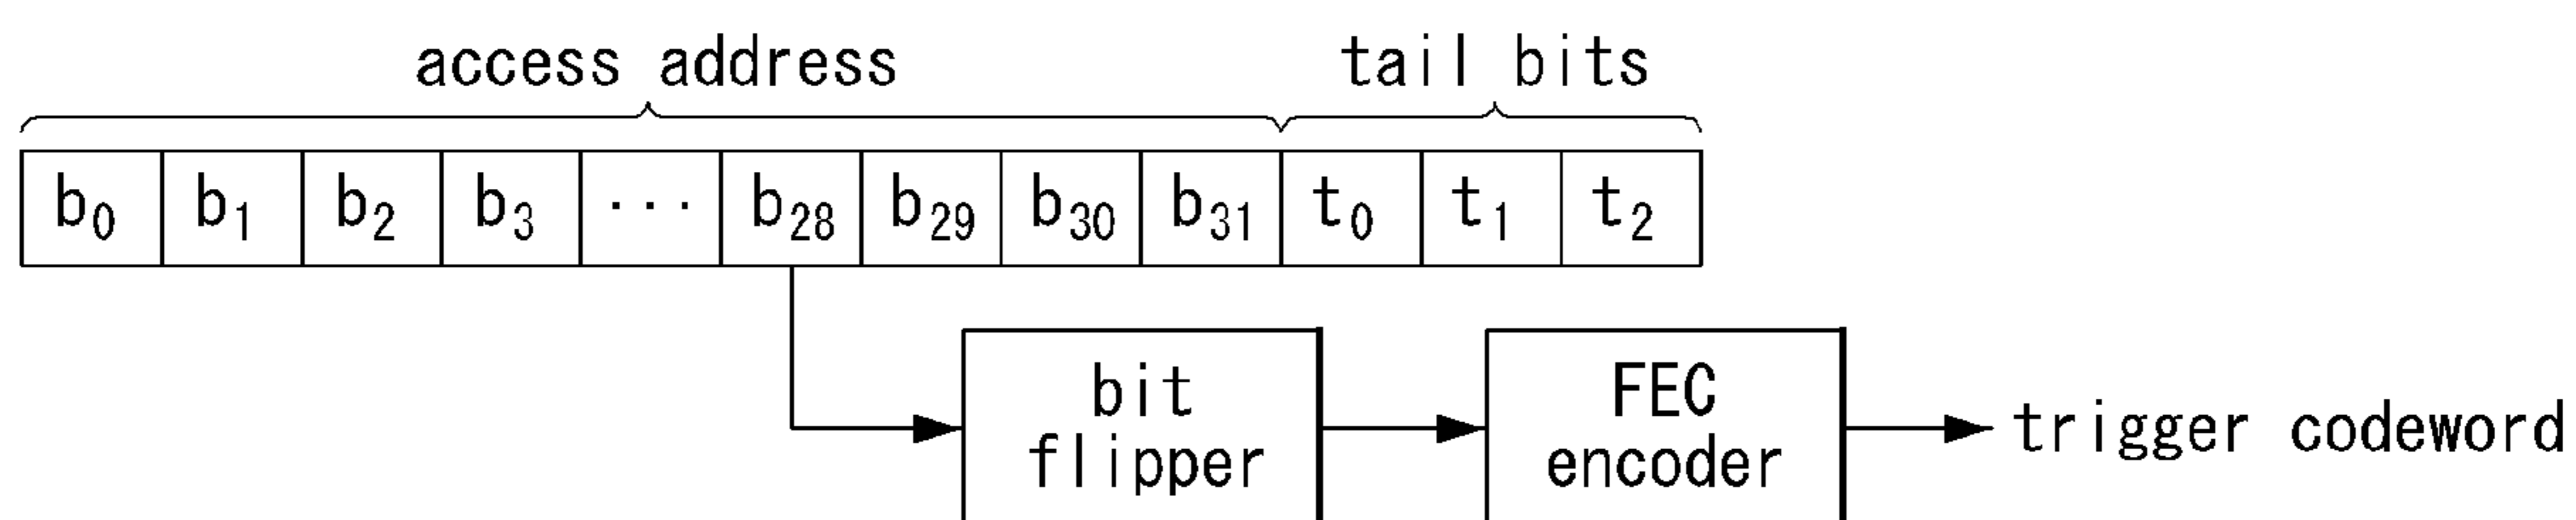 access address tail bits
b0 b1 b2 b3 ... b28 b29 b30 b31 t0 t1 t2
bit FEC
flipper encoder trigger codeword